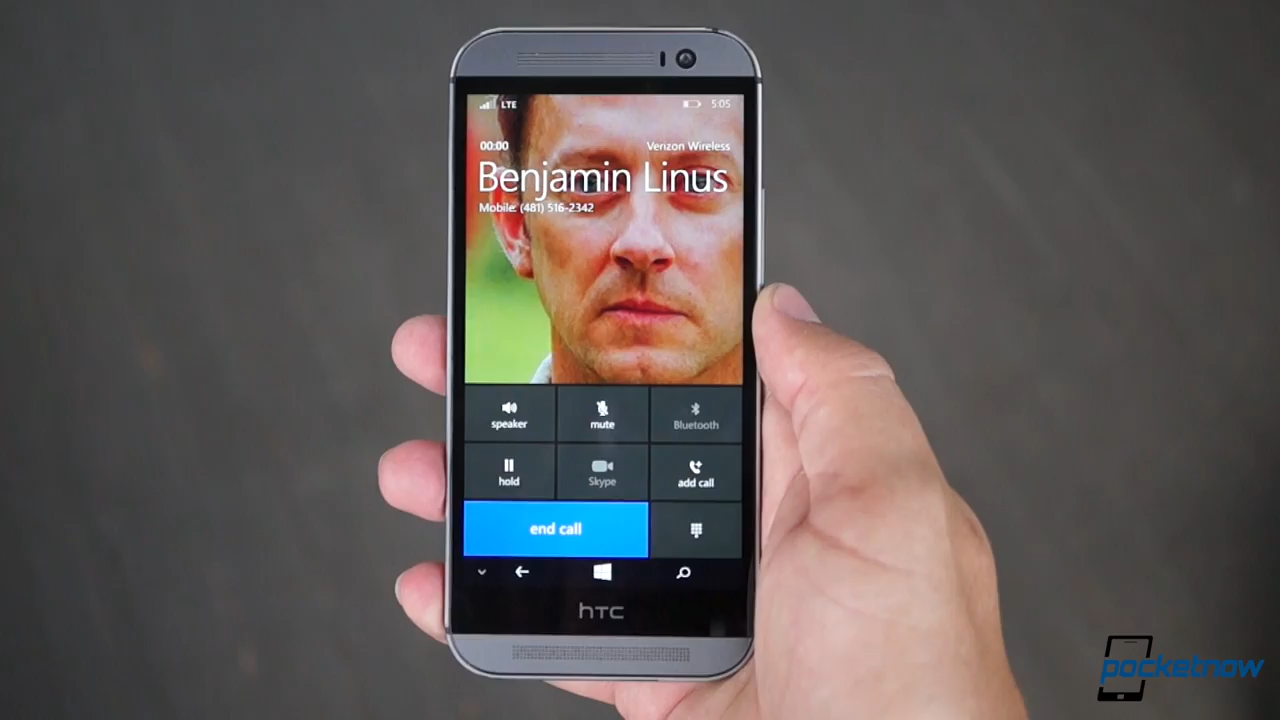 LTE 5:05
00:00 Verizon Wireless
Benjamin Linus
Mobile: (481) 516-2342
speaker mute Bluetooth
hold Skype add call
end call
hTC
pocketnow